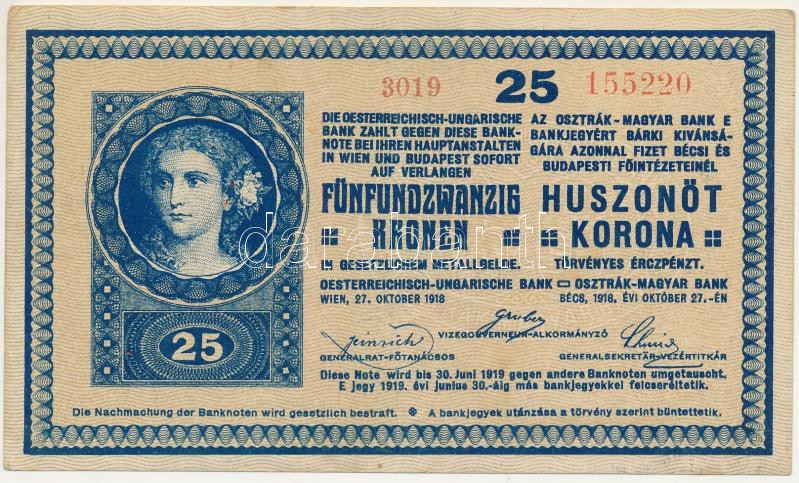 3019 25 155220
DIE OESTERREICHISCH-UNGARISCHE
BANK ZAHLT GEGEN DIESE BANK-
NOTE BEI IHREN HAUPTANSTALTEN
IN WIEN UND BUDAPEST SOFORT
AUF VERLANGEN
FÜNFUNDZWANZIG
KRONEN
IN GESETZLICHEM METALLGELDE.
OESTERREICHISCH-UNGARISCHE BANK
WIEN, 27. OKTOBER 1918
AZ OSZTRÁK-MAGYAR BANK E
BANKJEGYÉRT BÁRKI KIVÁNSÁ-
GÁRA AZONNAL FIZET BÉCSI ÉS
BUDAPESTI FŐINTÉZETEINÉL
HUSZONÖT
KORONA
TÖRVÉNYES ÉRCZPÉNZT.
OSZTRÁK-MAGYAR BANK
BÉCS, 1918. ÉVI OKTÓBER 27.-ÉN
darabanth
25
Gruber
VIZEGOUVERNEUR-ALKORMÁNYZÓ
GENERALRAT-FŐTANÁCSOS
GENERALSEKRETÄR-VEZÉRTITKÁR
Diese Note wird bis 30. Juni 1919 gegen andere Banknoten umgetauscht.
E jegy 1919. évi junius 30.-áig más bankjegyekkel felcseréltetik.
Die Nachmachung der Banknoten wird gesetzlich bestraft. A bankjegyek utánzása a törvény szerint büntettetik.